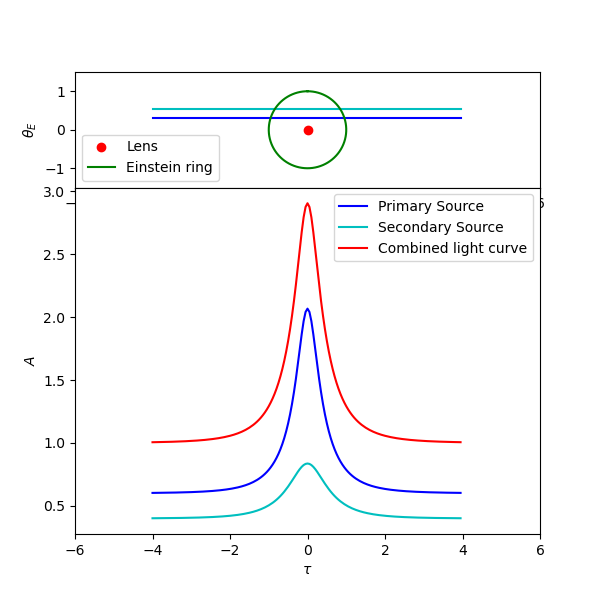 1
0
−1
θE
Lens
Einstein ring
3.0
2.5
2.0
1.5
1.0
0.5
A
Primary Source
Secondary Source
Combined light curve
−6
−4
−2
0
2
4
6
τ